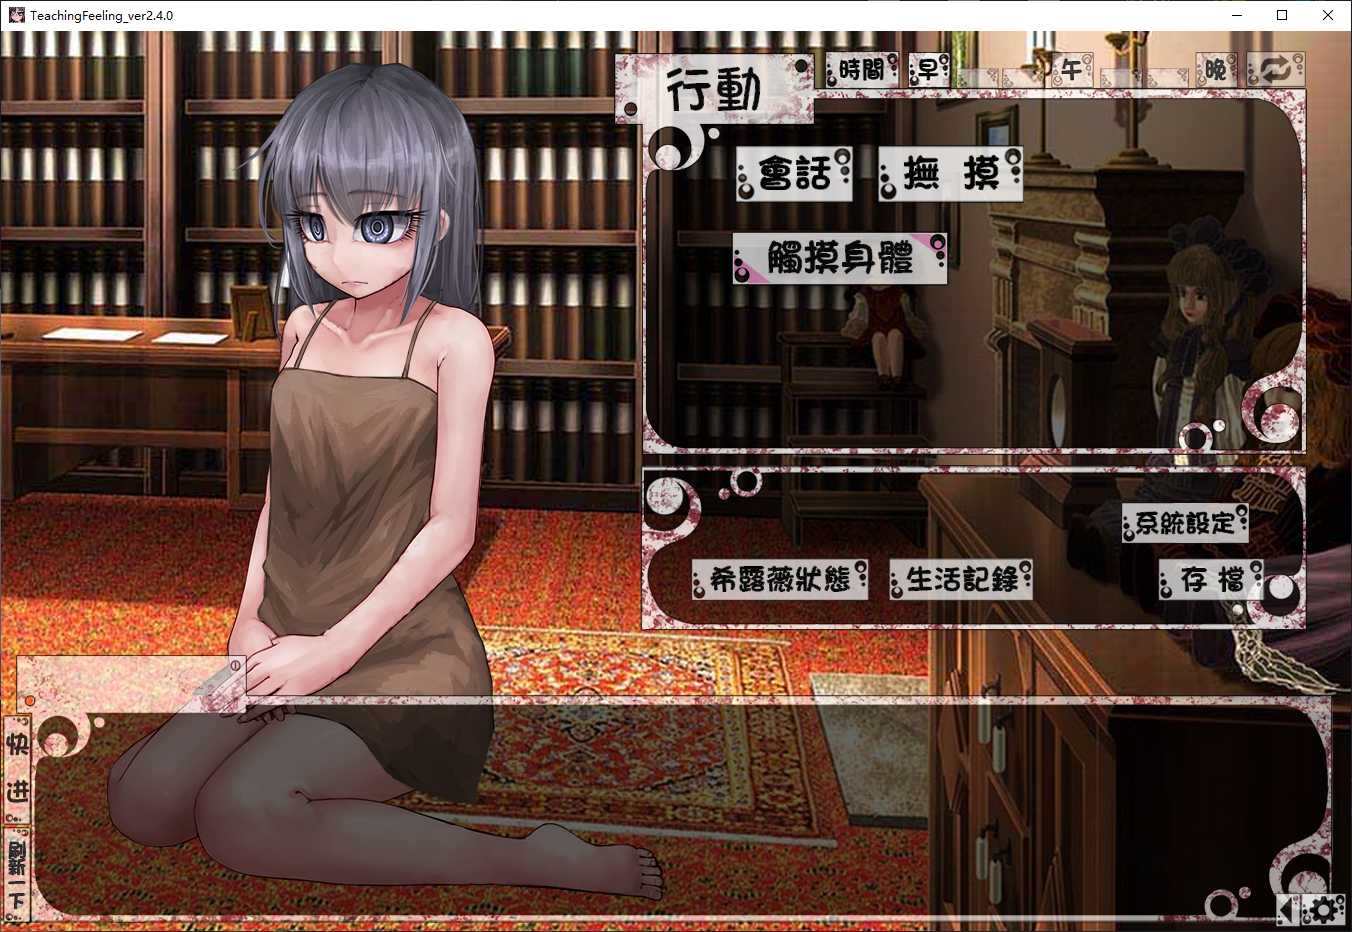 TeachingFeeling_ver2.4.0
行動
時間 早 午 晚
會話 撫 摸
觸摸身體
系統設定
希露薇狀態 生活記錄 存 檔
快进
刷新一下